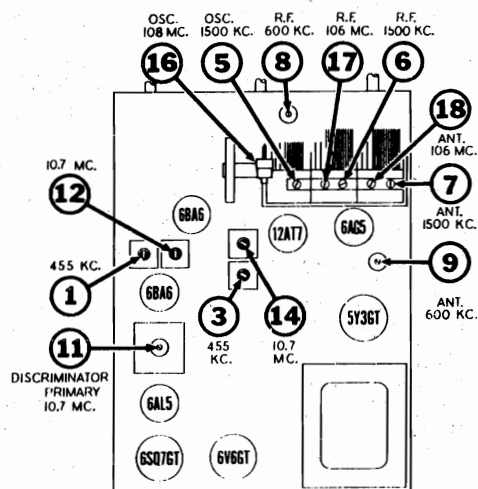 OSC.
108 MC.
16
OSC.
1500 KC.
5
R.F.
600 KC.
8
R.F.
106 MC.
17
R.F.
1500 KC.
6
18
ANT.
106 MC.
10.7 MC.
12
6BA6
12AT7
6AG5
7
ANT.
1500 KC.
455 KC.
1
6BA6
3
455
KC.
14
10.7
MC.
9
ANT.
600 KC.
5Y3GT
11
DISCRIMINATOR
PRIMARY
10.7 MC.
6AL5
6SQ7GT
6V6GT